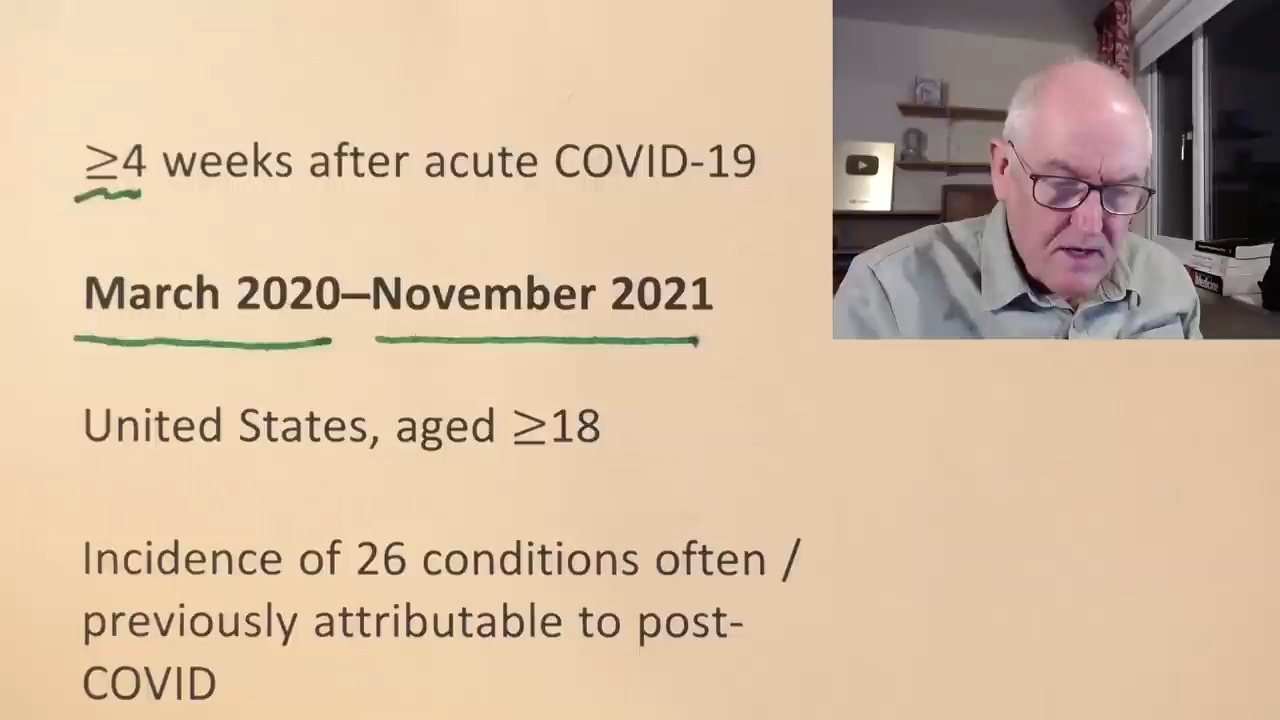 ≥4 weeks after acute COVID-19
March 2020–November 2021
United States, aged ≥18
Incidence of 26 conditions often /
previously attributable to post-
COVID
Medicine